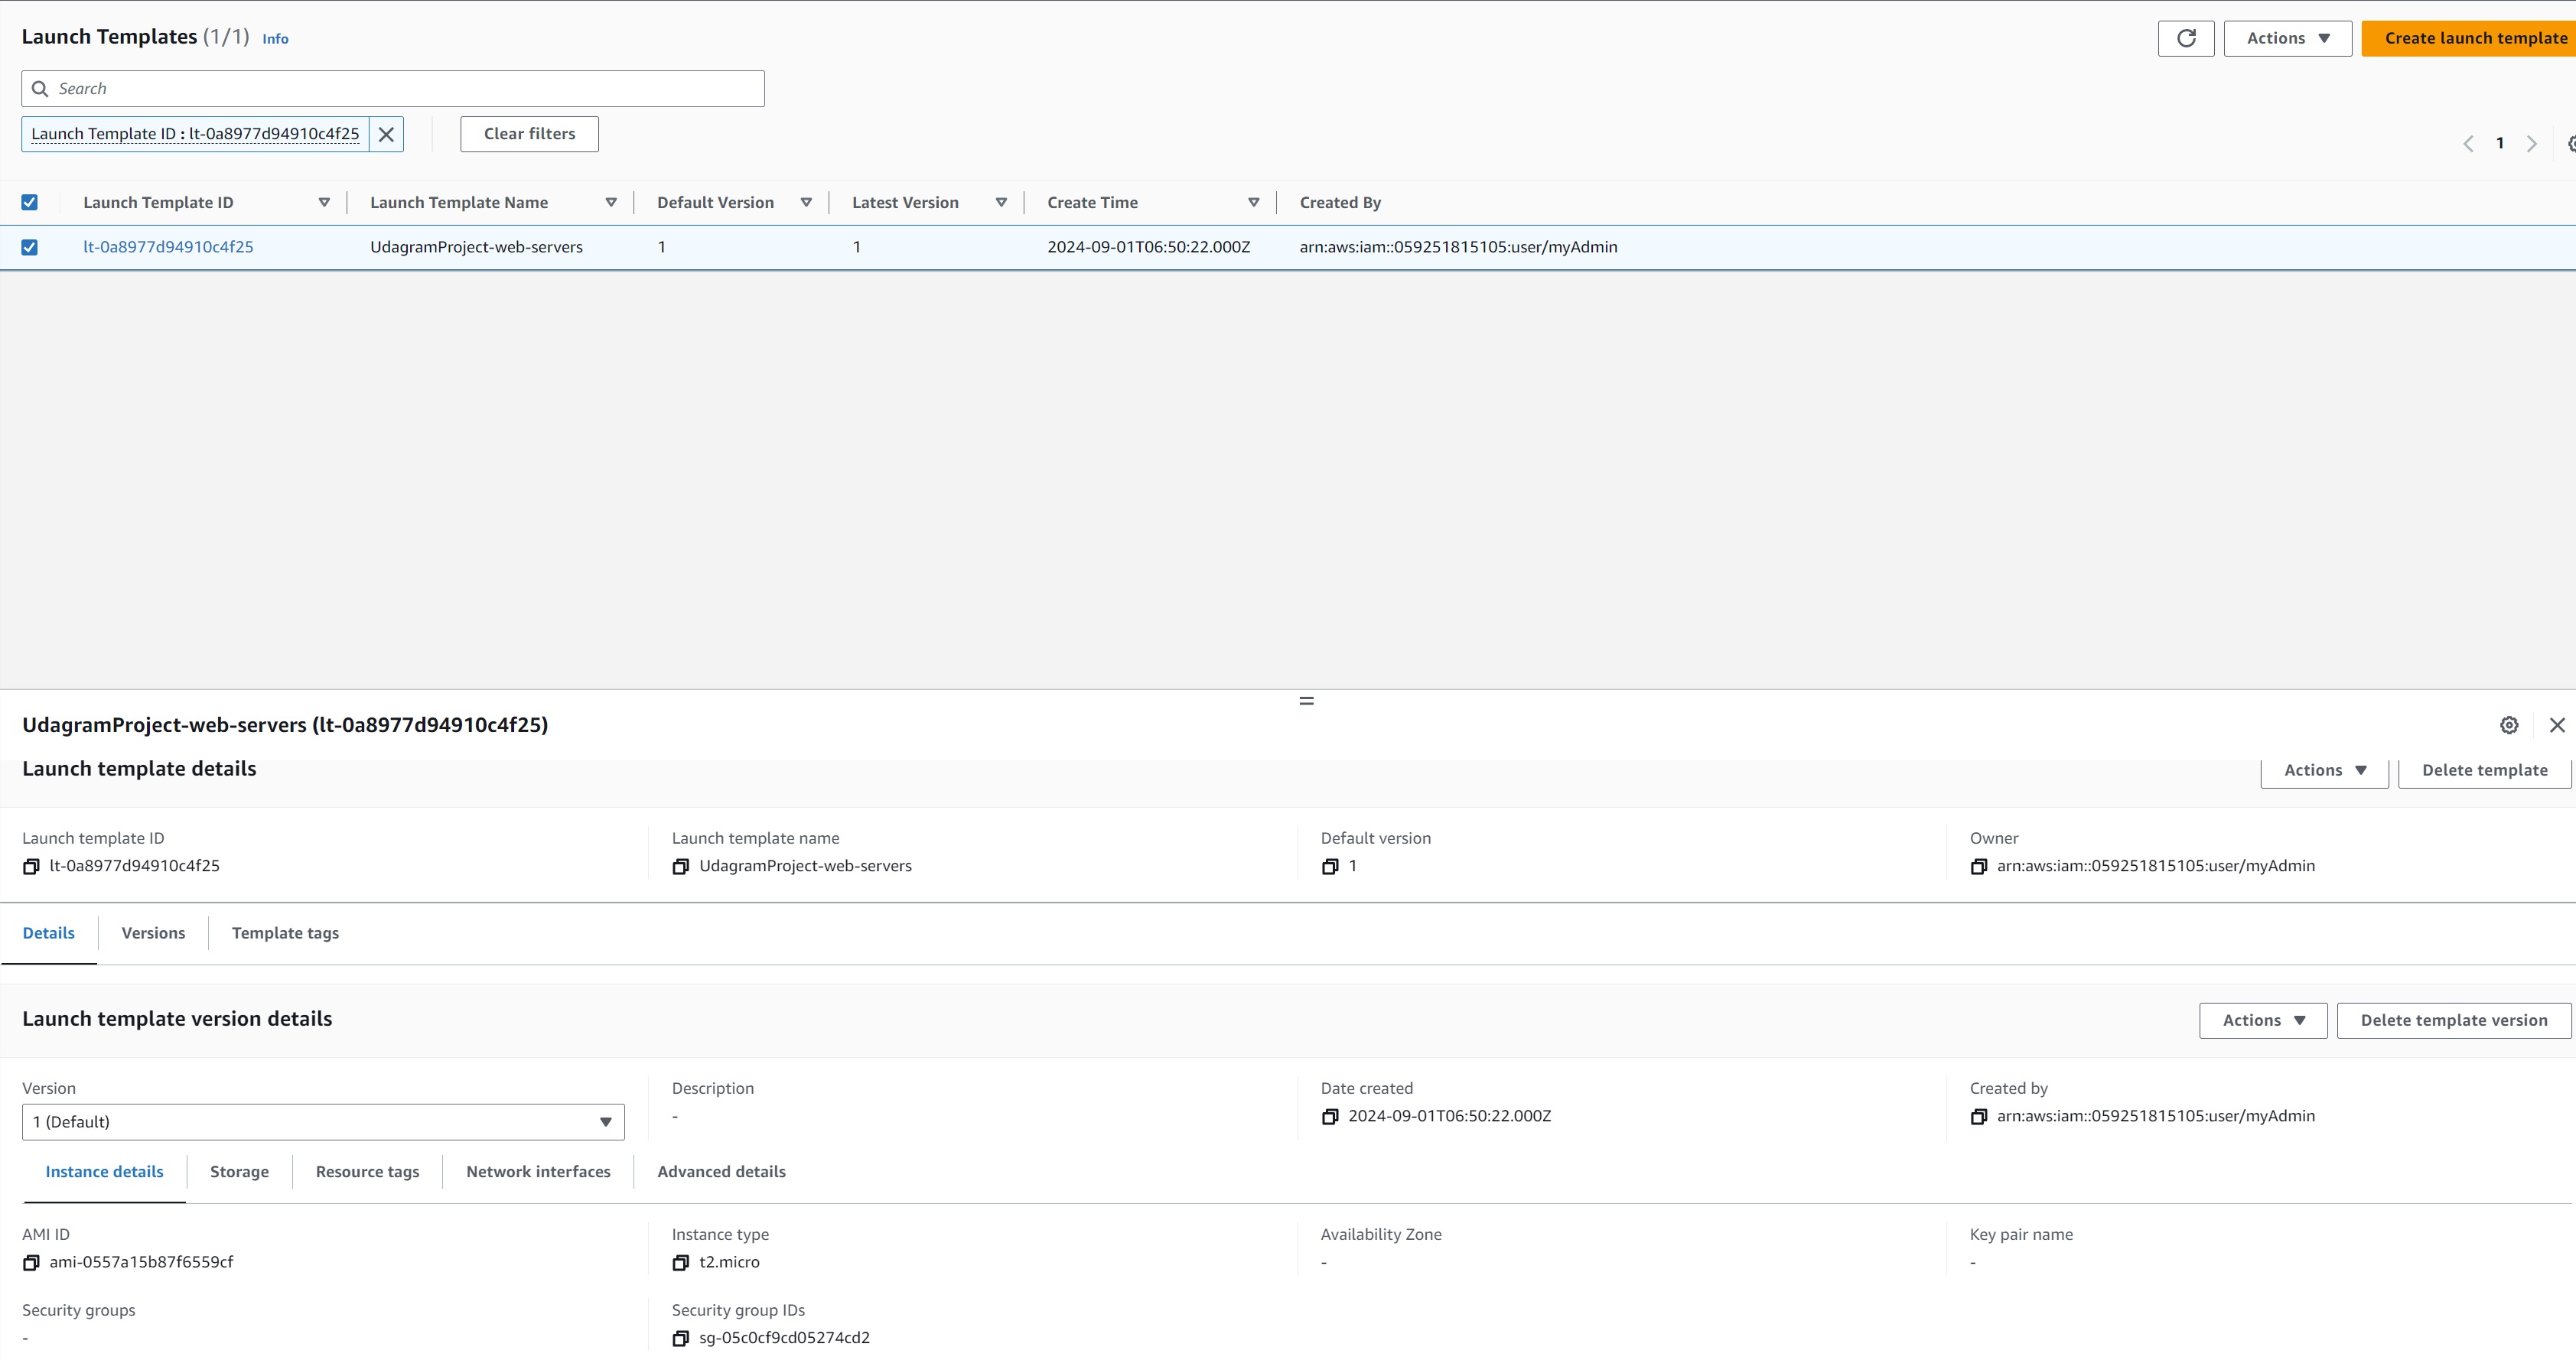 Launch Templates (1/1) Info
Actions
Create launch template
Search
Launch Template ID : lt-0a8977d94910c4f25
Clear filters
1
Launch Template ID Launch Template Name Default Version Latest Version Create Time Created By
lt-0a8977d94910c4f25 UdagramProject-web-servers 1 1 2024-09-01T06:50:22.000Z arn:aws:iam::059251815105:user/myAdmin
UdagramProject-web-servers (lt-0a8977d94910c4f25)
Launch template details Actions Delete template
Launch template ID Launch template name Default version Owner
lt-0a8977d94910c4f25 UdagramProject-web-servers 1 arn:aws:iam::059251815105:user/myAdmin
Details Versions Template tags
Launch template version details Actions Delete template version
Version Description Date created Created by
1 (Default) - 2024-09-01T06:50:22.000Z arn:aws:iam::059251815105:user/myAdmin
Instance details Storage Resource tags Network interfaces Advanced details
AMI ID Instance type Availability Zone Key pair name
ami-0557a15b87f6559cf t2.micro - -
Security groups Security group IDs
- sg-05c0cf9cd05274cd2